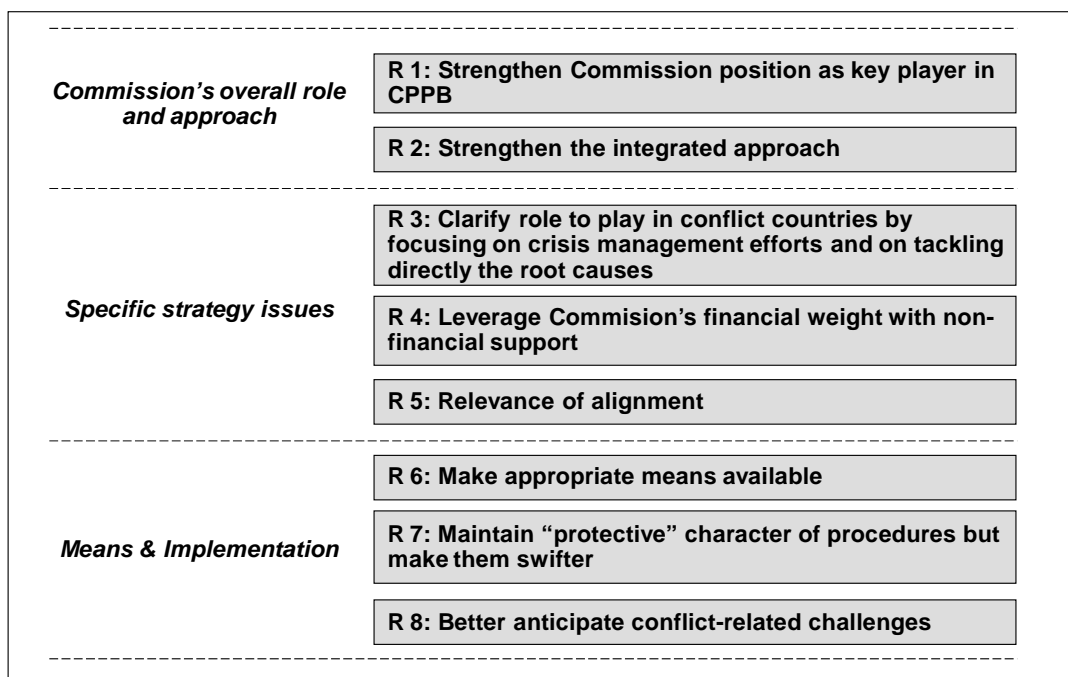 Commission's overall role
and approach
R 1: Strengthen Commission position as key player in
CPPB
R 2: Strengthen the integrated approach
Specific strategy issues
R 3: Clarify role to play in conflict countries by
focusing on crisis management efforts and on tackling
directly the root causes
R 4: Leverage Commision's financial weight with non-
financial support
R 5: Relevance of alignment
Means & Implementation
R 6: Make appropriate means available
R 7: Maintain “protective” character of procedures but
make them swifter
R 8: Better anticipate conflict-related challenges